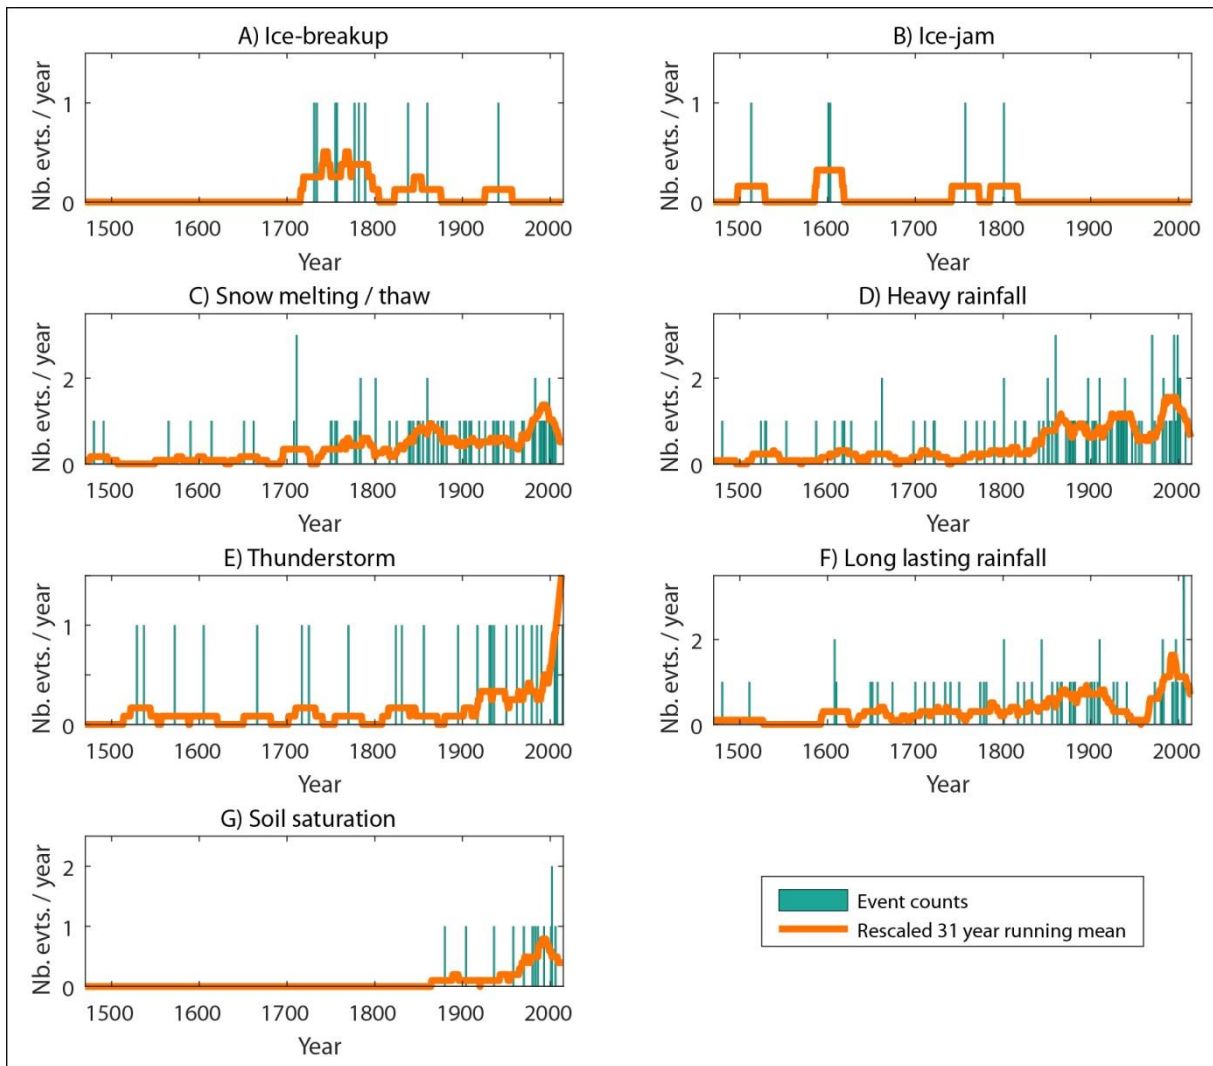 A) Ice-breakup
Nb. evts. / year
1
0
1500 1600 1700 1800 1900 2000
Year
B) Ice-jam
Nb. evts. / year
1
0
1500 1600 1700 1800 1900 2000
Year
C) Snow melting / thaw
Nb. evts. / year
2
0
1500 1600 1700 1800 1900 2000
Year
D) Heavy rainfall
Nb. evts. / year
2
0
1500 1600 1700 1800 1900 2000
Year
E) Thunderstorm
Nb. evts. / year
1
0
1500 1600 1700 1800 1900 2000
Year
F) Long lasting rainfall
Nb. evts. / year
2
0
1500 1600 1700 1800 1900 2000
Year
G) Soil saturation
Nb. evts. / year
2
1
0
1500 1600 1700 1800 1900 2000
Year
Event counts
Rescaled 31 year running mean